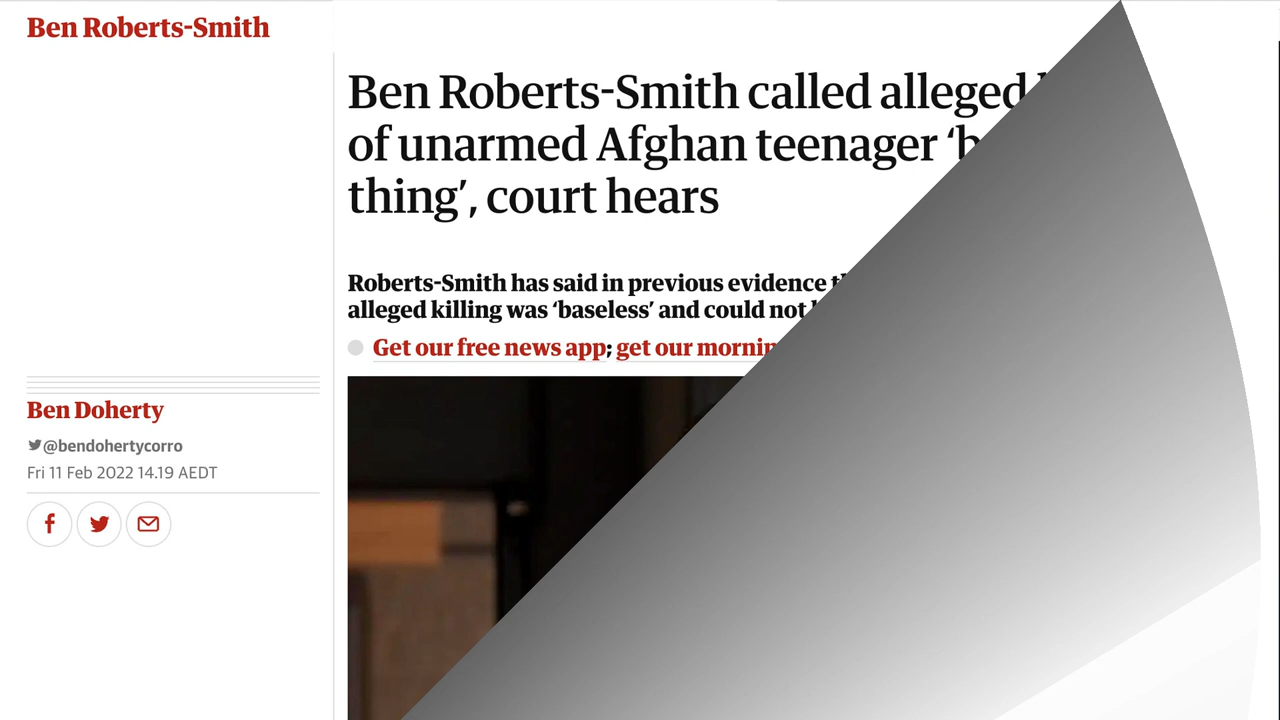 Ben Roberts-Smith
Ben Roberts-Smith called alleged
of unarmed Afghan teenager ‘b
thing’, court hears
Roberts-Smith has said in previous evidence
alleged killing was ‘baseless’ and could not
Get our free news app; get our mornin
Ben Doherty
@bendohertycorro
Fri 11 Feb 2022 14.19 AEDT